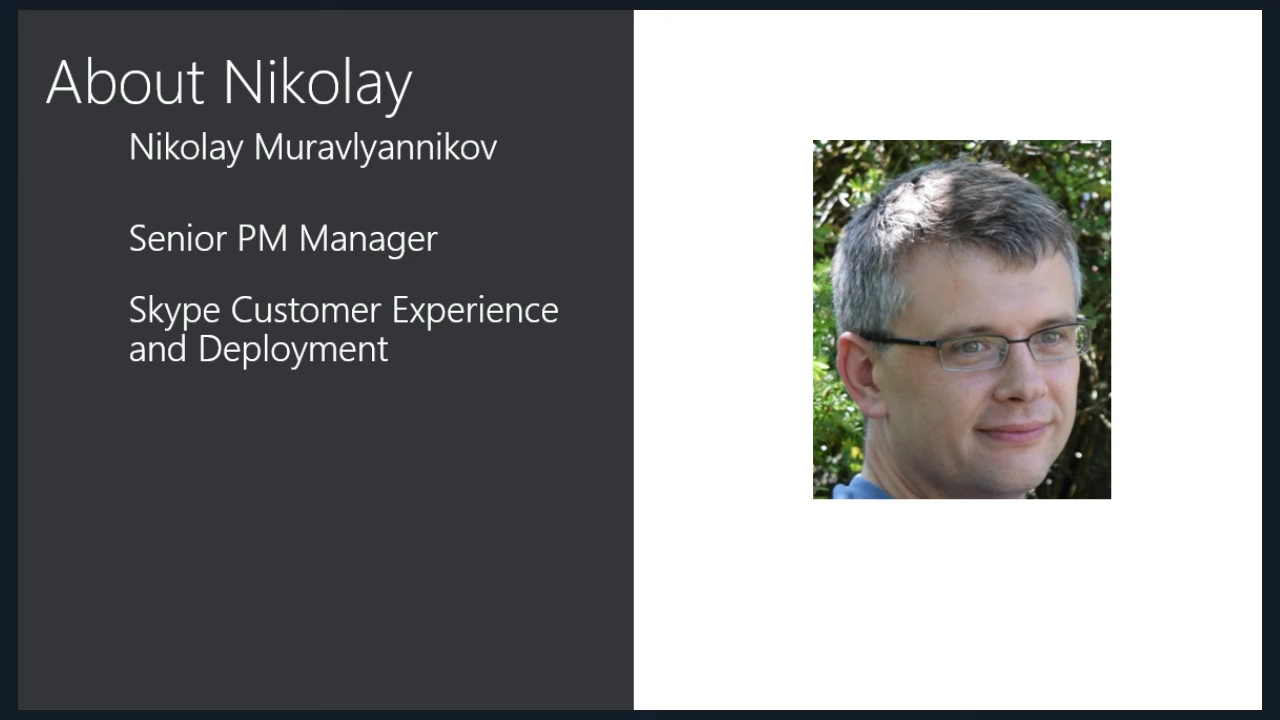 About Nikolay
Nikolay Muravlyannikov
Senior PM Manager
Skype Customer Experience
and Deployment